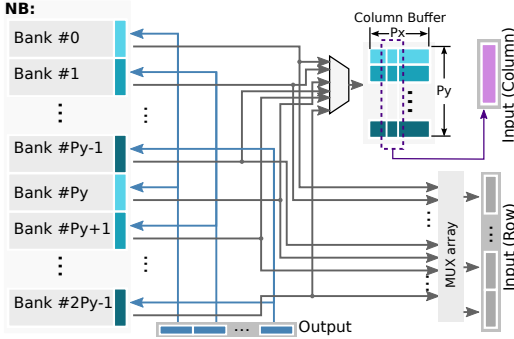 NB:
Bank #0
Bank #1
Bank #Py-1
Bank #Py
Bank #Py+1
Bank #2Py-1
Output
Column Buffer
Px
Py
Input (Column)
MUX array
Input (Row)